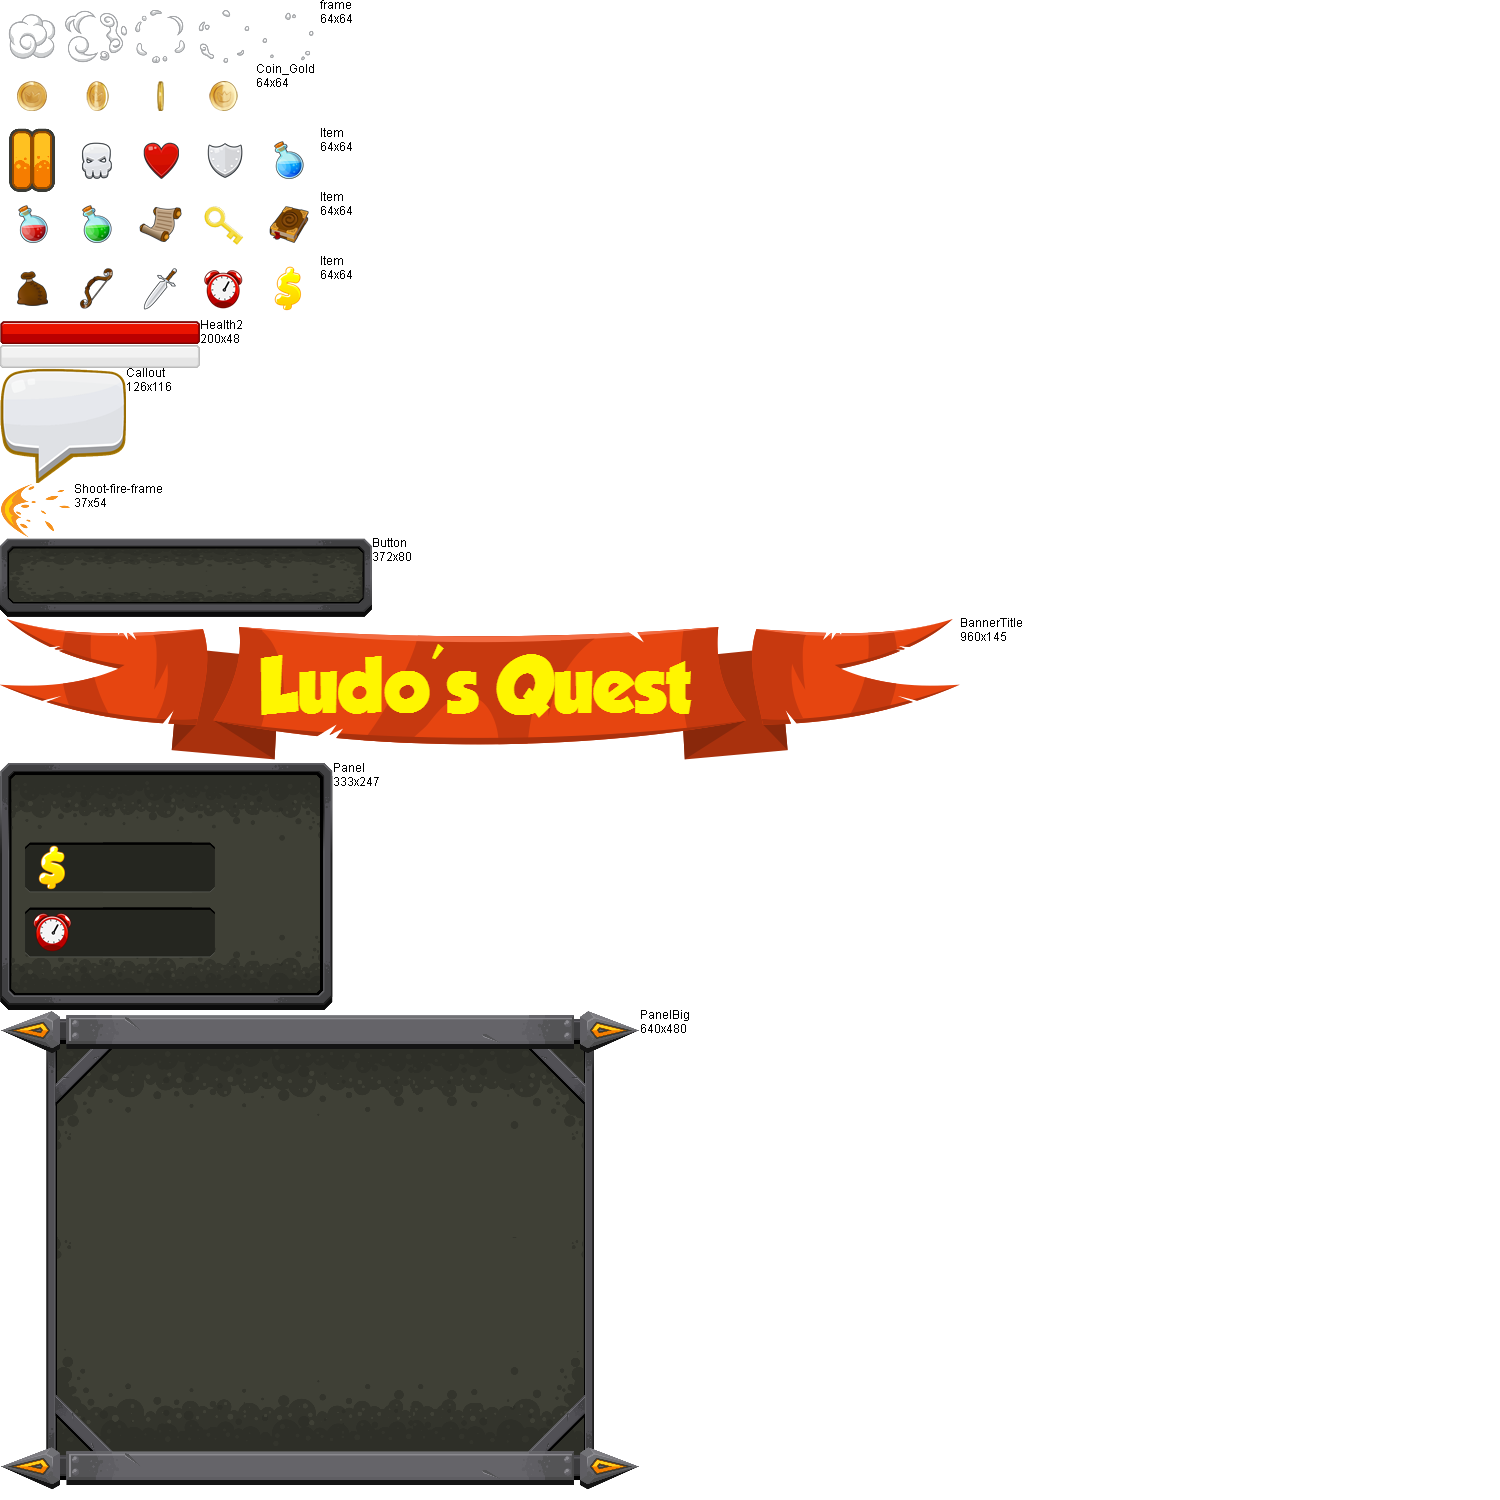 frame
64x64
Coin_Gold
64x64
Item
64x64
Item
64x64
Item
64x64
Health2
200x48
Callout
126x116
Shoot-fire-frame
37x54
Button
372x80
BannerTitle
960x145
Ludo's Quest
Panel
333x247
PanelBig
640x480